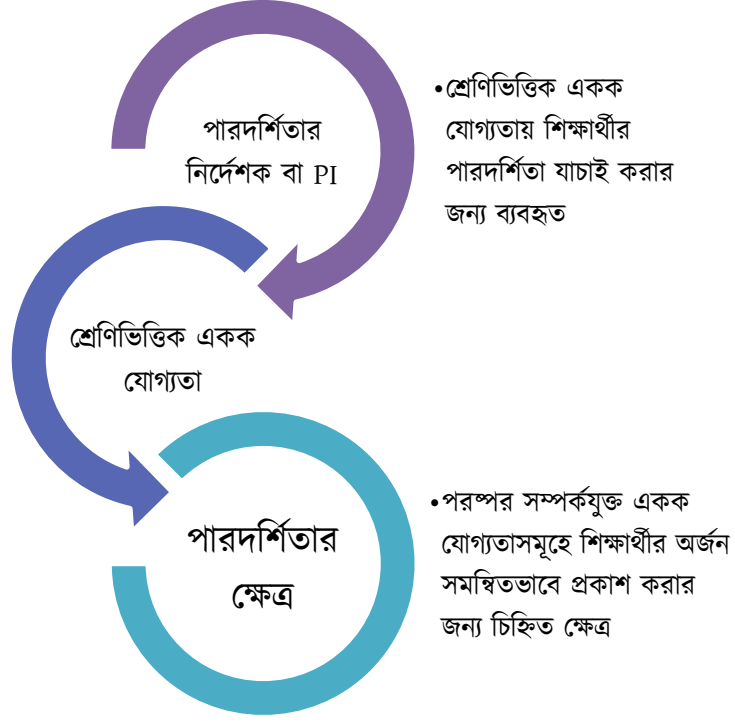 পারদর্শিতার
নির্দেশক বা PI
•শ্রেণিভিত্তিক একক
যোগ্যতায় শিক্ষার্থীর
পারদর্শিতা যাচাই করার
জন্য ব্যবহৃত
শ্রেণিভিত্তিক একক
যোগ্যতা
পারদর্শিতার
ক্ষেত্র
•পরষ্পর সম্পর্কযুক্ত একক
যোগ্যতাসমূহে শিক্ষার্থীর অর্জন
সমন্বিতভাবে প্রকাশ করার
জন্য চিহ্নিত ক্ষেত্র